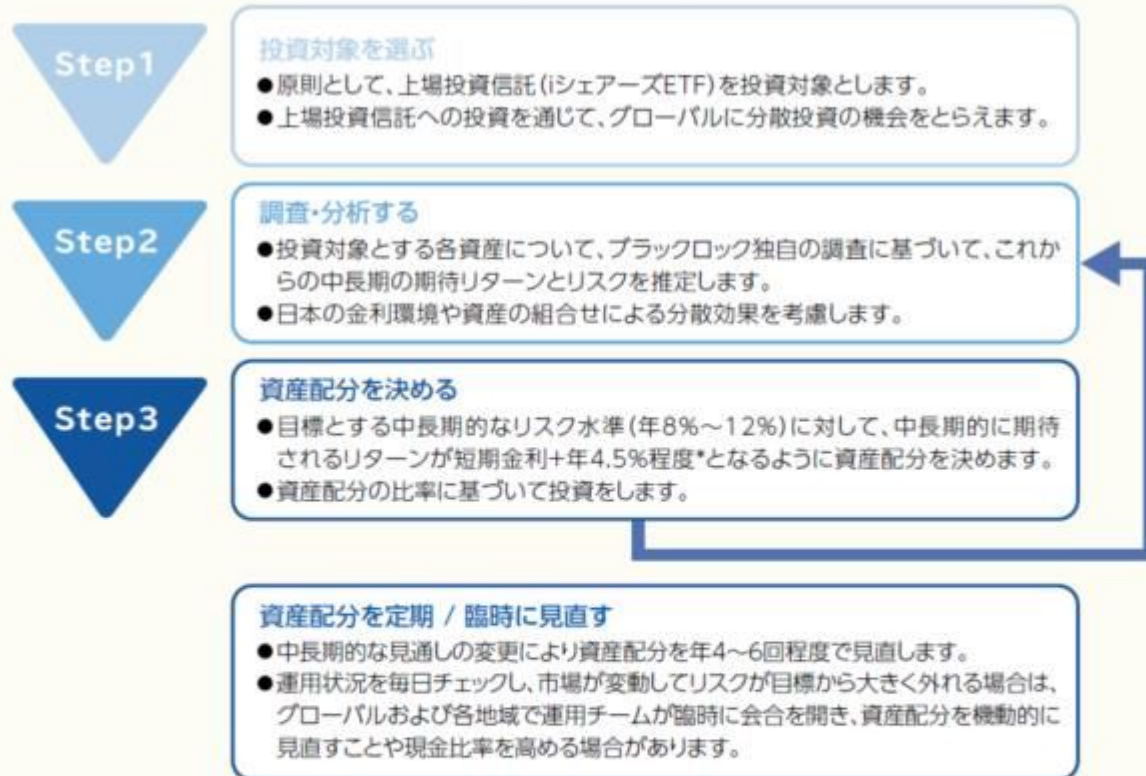 Step1
投資対象を選ぶ
●原則として、上場投資信託(iシェアーズETF)を投資対象とします。
●上場投資信託への投資を通じて、グローバルに分散投資の機会をとらえます。
Step2
調査・分析する
●投資対象とする各資産について、ブラックロック独自の調査に基づいて、これか
らの中長期の期待リターンとリスクを推定します。
●日本の金利環境や資産の組合せによる分散効果を考慮します。
Step3
資産配分を決める
●目標とする中長期的なリスク水準(年8%～12%)に対して、中長期的に期待
されるリターンが短期金利+年4.5%程度*となるように資産配分を決めます。
●資産配分の比率に基づいて投資をします。
資産配分を定期 / 臨時に見直す
●中長期的な見通しの変更により資産配分を年4～6回程度で見直します。
●運用状況を毎日チェックし、市場が変動してリスクが目標から大きく外れる場合は、
グローバルおよび各地域で運用チームが臨時に会合を開き、資産配分を機動的に
見直すことや現金比率を高める場合があります。